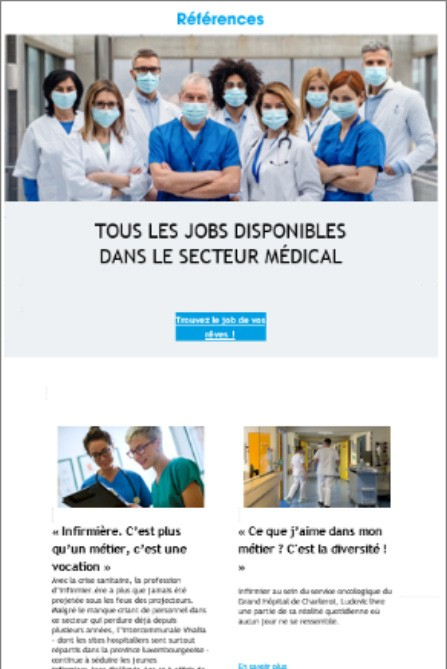 Références
TOUS LES JOBS DISPONIBLES
DANS LE SECTEUR MÉDICAL
Trouvez le job de vos
rêves !
« Infirmière. C'est plus
qu'un métier, c'est une
vocation »
Avec la crise sanitaire, la profession
d'infirmier.ère a plus que jamais été
projetée sous les feux des projecteurs.
Malgré le manque criant de personnel dans
ce secteur qui perdure déjà depuis
plusieurs années, l'intercommunale Vivalia
- dont les sites hospitaliers sont surtout
répartis dans la province luxembourgeoise -
continue à séduire les jeunes
« Ce que j'aime dans mon
métier ? C'est la diversité !
»
Infirmier au sein du service oncologique du
Grand Hôpital de Charleroi, Ludovic livre
une partie de sa réalité quotidienne où
aucun jour ne se ressemble.
En savoir plus